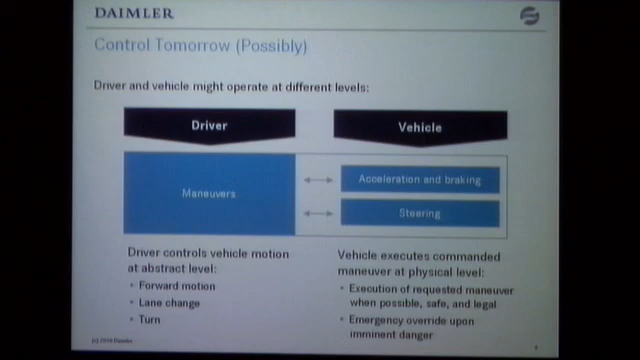 DAIMLER
Control Tomorrow (Possibly)
Driver and vehicle might operate at different levels:
Driver
Vehicle
Maneuvers
Acceleration and braking
Steering
Driver controls vehicle motion
at abstract level:
• Forward motion
• Lane change
• Turn
Vehicle executes commanded
maneuver at physical level:
• Execution of requested maneuver
when possible, safe, and legal
• Emergency override upon
imminent danger